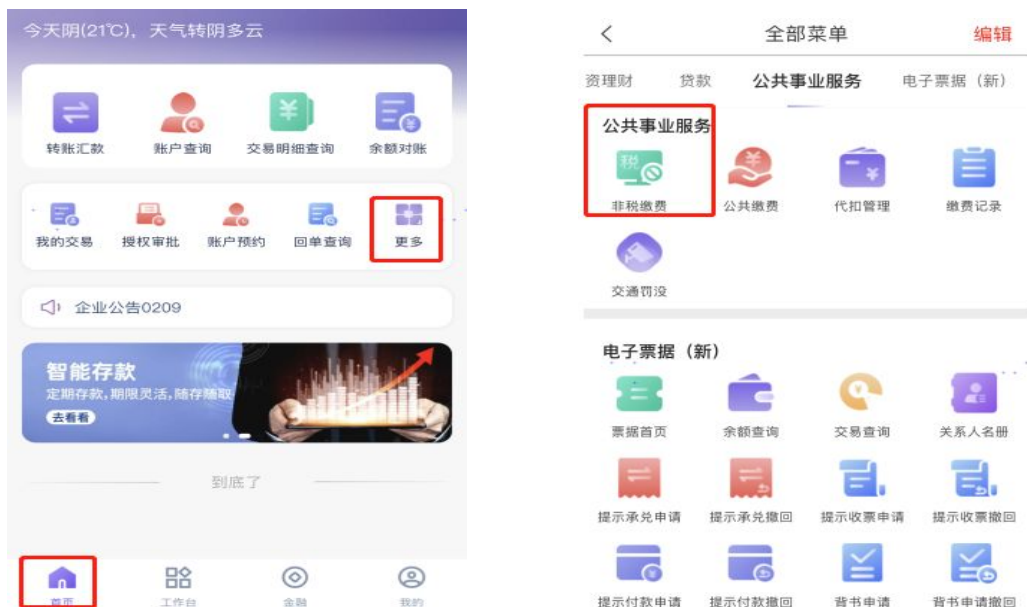 今天阴(21℃)，天气转阴多云
转账汇款 账户查询 交易明细查询 余额对账
我的交易 授权审批 账户预约 回单查询 更多
企业公告0209
智能存款
定期存款,期限灵活,随存随取
去看看
到底了
首页 工作台 金融 我的
全部菜单 编辑
资理财 贷款 公共事业服务 电子票据（新）
公共事业服务
税
非税缴费 公共缴费 代扣管理 缴费记录
交通罚没
电子票据（新）
票据首页 余额查询 交易查询 关系人名册
提示承兑申请 提示承兑撤回 提示收票申请 提示收票撤回
提示付款申请 提示付款撤回 背书申请 背书申请撤回